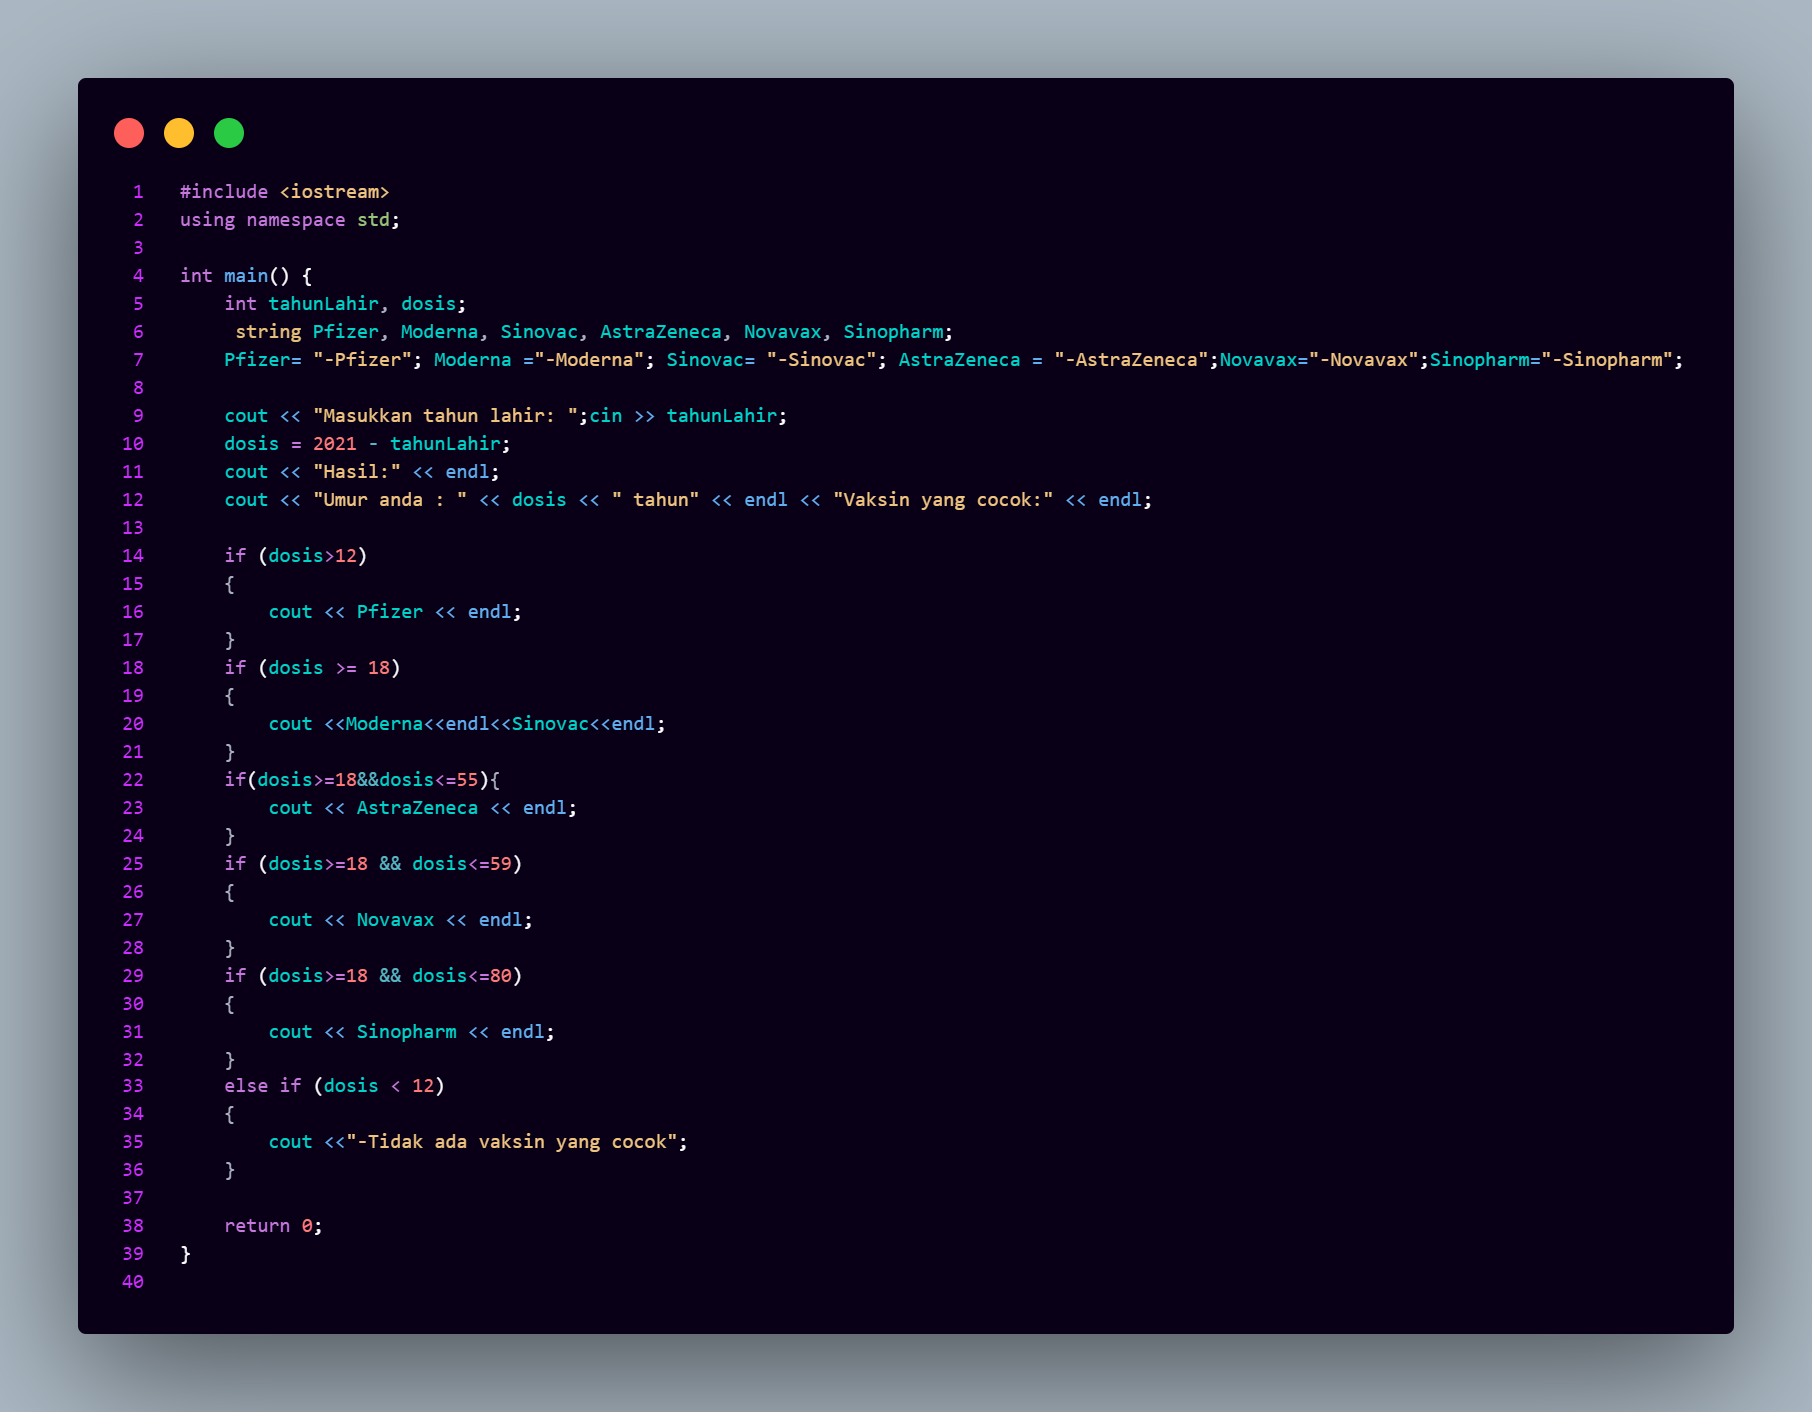 1 #include <iostream>
2 using namespace std;
3
4 int main() {
5     int tahunLahir, dosis;
6      string Pfizer, Moderna, Sinovac, AstraZeneca, Novavax, Sinopharm;
7     Pfizer= "-Pfizer"; Moderna ="-Moderna"; Sinovac= "-Sinovac"; AstraZeneca = "-AstraZeneca";Novavax="-Novavax";Sinopharm="-Sinopharm";
8
9     cout << "Masukkan tahun lahir: ";cin >> tahunLahir;
10     dosis = 2021 - tahunLahir;
11     cout << "Hasil:" << endl;
12     cout << "Umur anda : " << dosis << " tahun" << endl << "Vaksin yang cocok:" << endl;
13
14     if (dosis>12)
15     {
16         cout << Pfizer << endl;
17     }
18     if (dosis >= 18)
19     {
20         cout <<Moderna<<endl<<Sinovac<<endl;
21     }
22     if(dosis>=18&&dosis<=55){
23         cout << AstraZeneca << endl;
24     }
25     if (dosis>=18 && dosis<=59)
26     {
27         cout << Novavax << endl;
28     }
29     if (dosis>=18 && dosis<=80)
30     {
31         cout << Sinopharm << endl;
32     }
33     else if (dosis < 12)
34     {
35         cout <<"-Tidak ada vaksin yang cocok";
36     }
37
38     return 0;
39 }
40